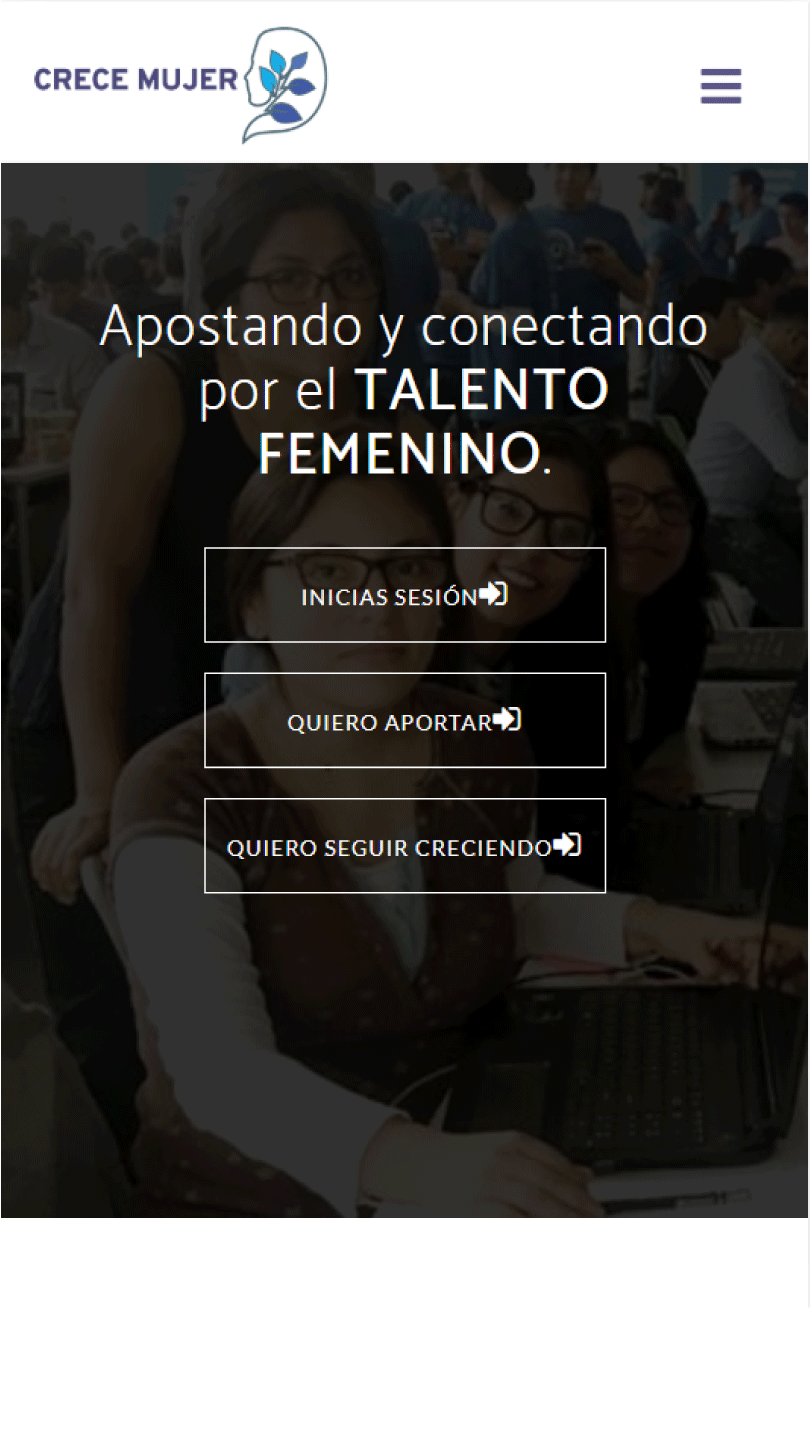 CRECE MUJER
Apostando y conectando
por el TALENTO
FEMENINO.
INICIAS SESIÓN
QUIERO APORTAR
QUIERO SEGUIR CRECIENDO